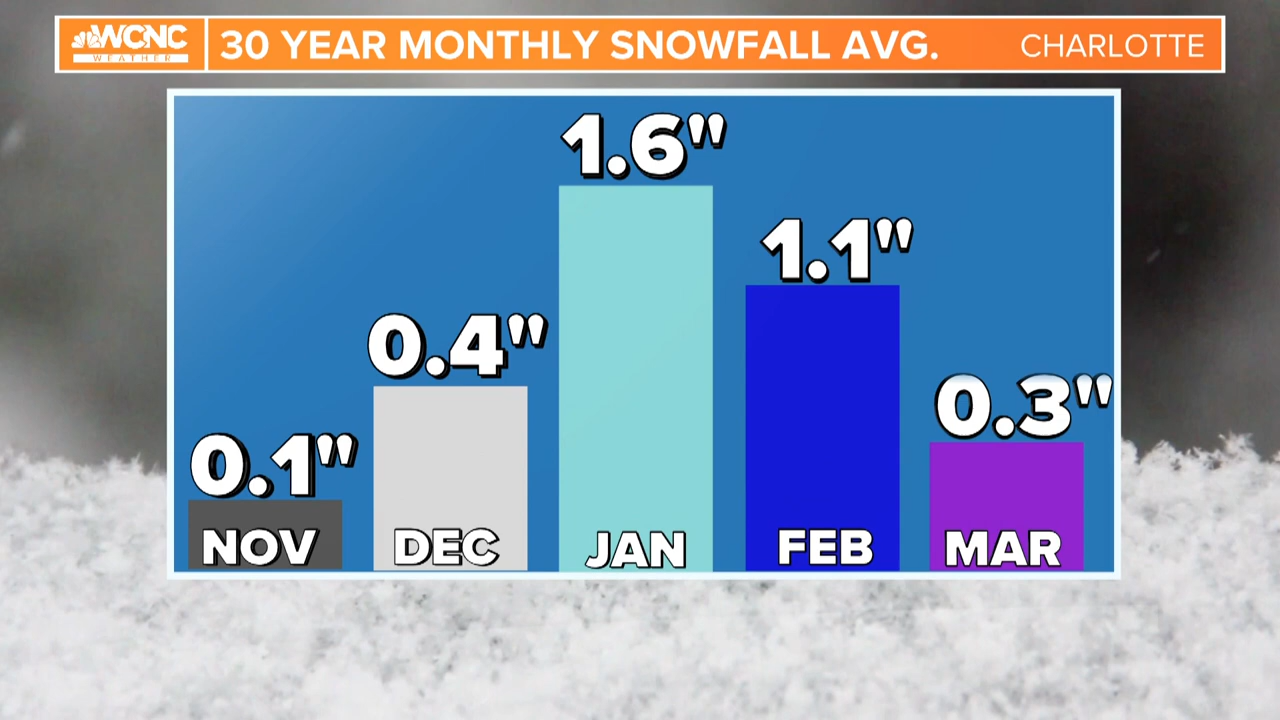 WCNC
WEATHER
30 YEAR MONTHLY SNOWFALL AVG.
CHARLOTTE
0.1"
0.4"
1.6"
1.1"
0.3"
NOV
DEC
JAN
FEB
MAR